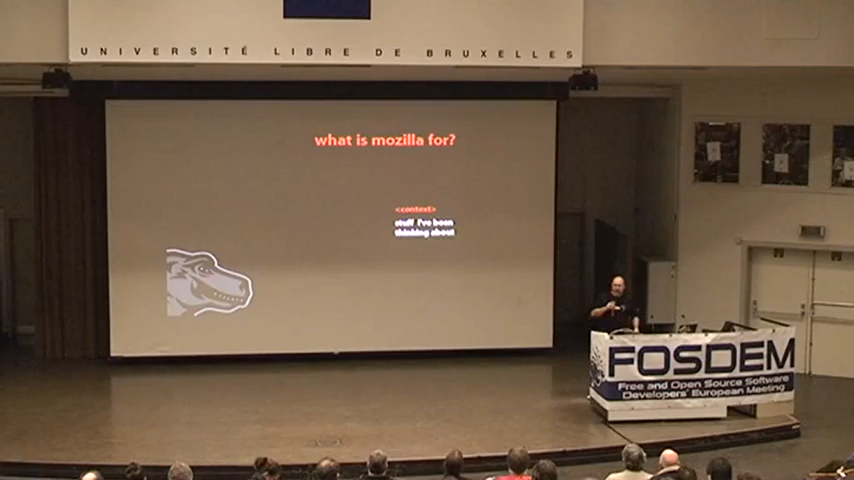 UNIVERSITÉ LIBRE DE BRUXELLES
what is mozilla for?
<context>
stuff I've been
thinking about
FOSDEM
Free and Open Source Software
Developers' European Meeting